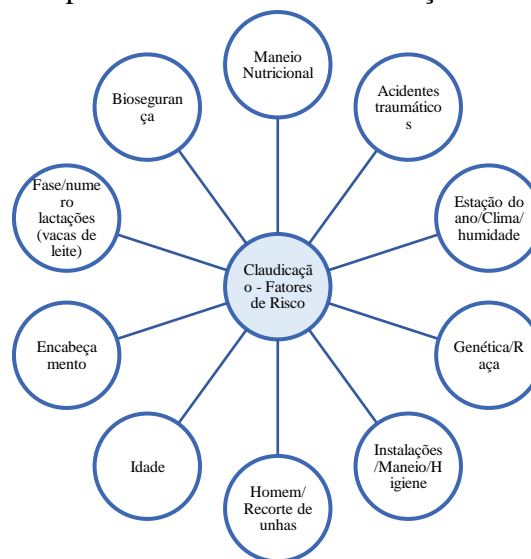 Maneio
Nutricional
Acidentes
traumático
s
Estação do
ano/Clima/
humidade
Genética/R
aça
Instalações
/Maneio/H
igiene
Homem/
Recorte de
unhas
Idade
Encabeça
mento
Fase/nume
ro
lactações
(vacas de
leite)
Biosseguran
ça
Claudicaçã
o - Fatores
de Risco